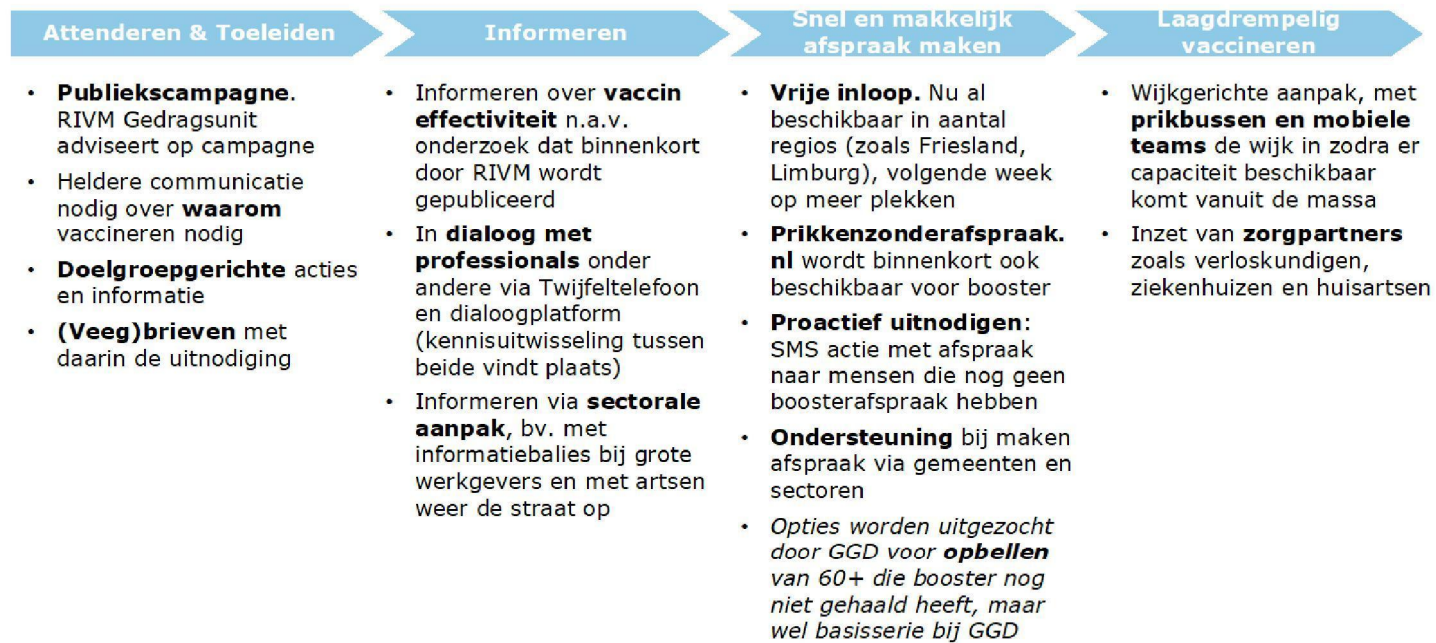 Attenderen & Toeleiden
• Publiekscampagne.
RIVM Gedragsunit
adviseert op campagne
• Heldere communicatie
nodig over waarom
vaccineren nodig
• Doelgroepgerichte acties
en informatie
• (Veeg)brieven met
daarin de uitnodiging
Informeren
• Informeren over vaccin
effectiviteit n.a.v.
onderzoek dat binnenkort
door RIVM wordt
gepubliceerd
• In dialoog met
professionals onder
andere via Twijfeltelefoon
en dialoogplatform
(kennisuitwisseling tussen
beide vindt plaats)
• Informeren via sectorale
aanpak, bv. met
informatiebalies bij grote
werkgevers en met artsen
weer de straat op
Snel en makkelijk
afspraak maken
• Vrije inloop. Nu al
beschikbaar in aantal
regios (zoals Friesland,
Limburg), volgende week
op meer plekken
• Prikkenzonderafspraak.
nl wordt binnenkort ook
beschikbaar voor booster
• Proactief uitnodigen:
SMS actie met afspraak
naar mensen die nog geen
boosterafspraak hebben
• Ondersteuning bij maken
afspraak via gemeenten en
sectoren
• Opties worden uitgezocht
door GGD voor opbellen
van 60+ die booster nog
niet gehaald heeft, maar
wel basisserie bij GGD
Laagdrempelig
vaccineren
• Wijkgerichte aanpak, met
prikbussen en mobiele
teams de wijk in zodra er
capaciteit beschikbaar
komt vanuit de massa
• Inzet van zorgpartners
zoals verloskundigen,
ziekenhuizen en huisartsen